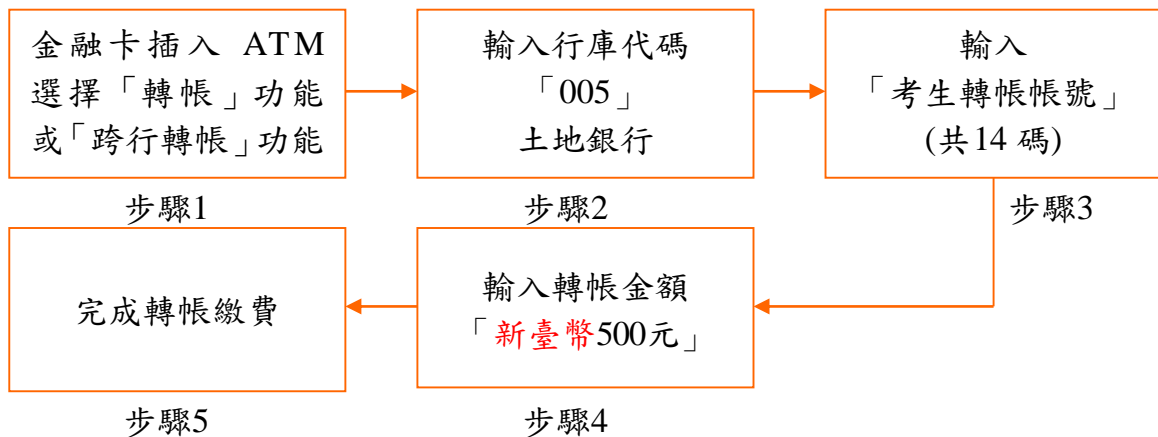 金融卡插入 ATM
選擇「轉帳」功能
或「跨行轉帳」功能
步驟1
輸入行庫代碼
「005」
土地銀行
步驟2
輸入
「考生轉帳帳號」
(共14 碼)
步驟3
輸入轉帳金額
「新臺幣500元」
步驟4
完成轉帳繳費
步驟5